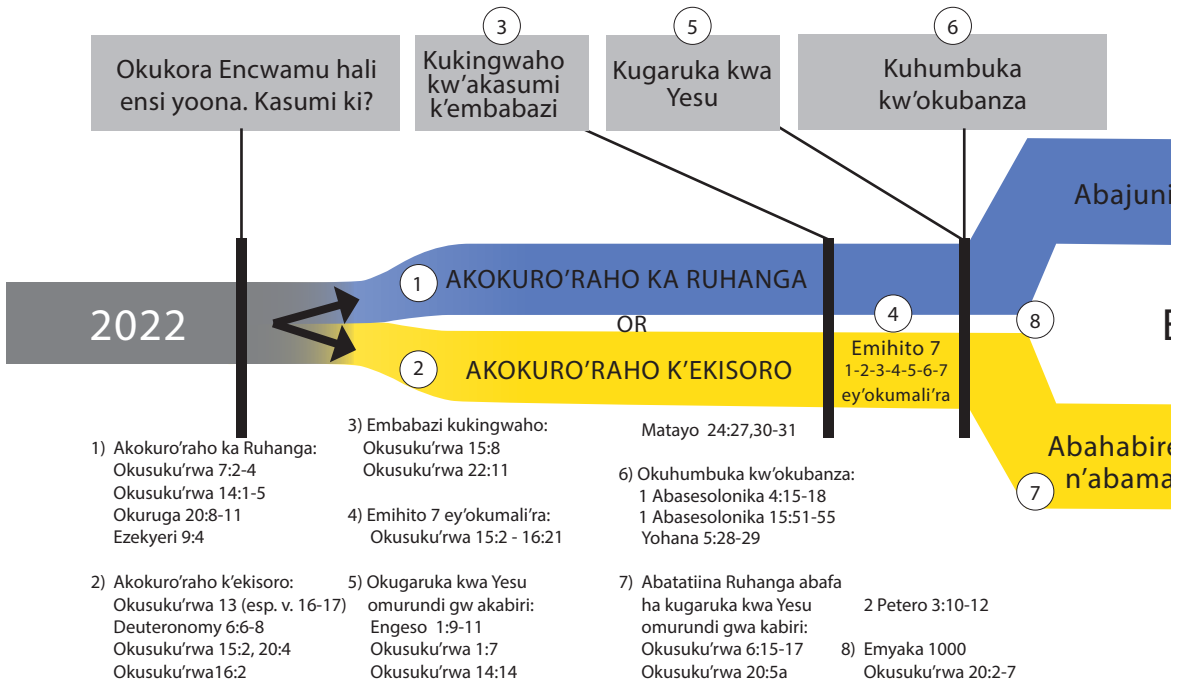 3
5
6
Okukora Encwamu hali
ensi yoona. Kasumi ki?
Kukingwaho
kw’akasumi
k’embabazi
Kugaruka kwa
Yesu
Kuhumbuka
kw’okubanza
Abajuni
2022
1 AKOKURO’RAHO KA RUHANGA
OR
2 AKOKURO’RAHO K’EKISORO
4
Emihito 7
1-2-3-4-5-6-7
ey’okumali’ra
8
Abahabire
n’abama
7
1) Akokuro’raho ka Ruhanga:
Okusuku’rwa 7:2-4
Okusuku’rwa 14:1-5
Okuruga 20:8-11
Ezekyeri 9:4
2) Akokuro’raho k’ekisoro:
Okusuku’rwa 13 (esp. v. 16-17)
Deuteronomy 6:6-8
Okusuku’rwa 15:2, 20:4
Okusuku’rwa16:2
3) Embabazi kukingwaho:
Okusuku’rwa 15:8
Okusuku’rwa 22:11
4) Emihito 7 ey’okumali’ra:
Okusuku’rwa 15:2 - 16:21
5) Okugaruka kwa Yesu
omurundi gw akabiri:
Engeso 1:9-11
Okusuku’rwa 1:7
Okusuku’rwa 14:14
Matayo 24:27,30-31
6) Okuhumbuka kw’okubanza:
1 Abasesolonika 4:15-18
1 Abasesolonika 15:51-55
Yohana 5:28-29
7) Abatatiina Ruhanga abafa
ha kugaruka kwa Yesu
omurundi gwa kabiri:
Okusuku’rwa 6:15-17
Okusuku’rwa 20:5a
2 Petero 3:10-12
8) Emyaka 1000
Okusuku’rwa 20:2-7